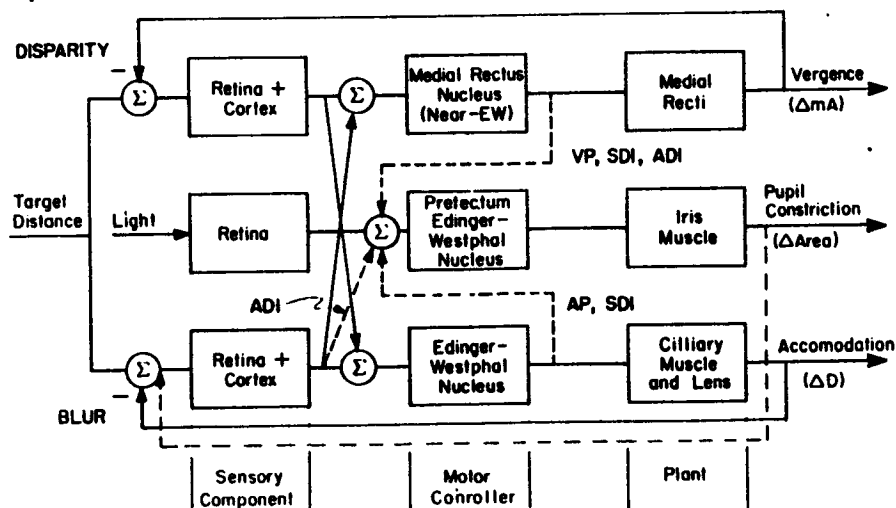 DISPARITY
−
Σ
Retina +
Cortex
Σ
Medial Rectus
Nucleus
(Near-EW)
Medial
Recti
Vergence
(ΔmA)
VP, SDI, ADI
Target
Distance
Light
Retina
Σ
Pretectum
Edinger-
Westphal
Nucleus
Iris
Muscle
Pupil
Constriction
(ΔArea)
ADI
AP, SDI
Σ
Retina +
Cortex
Σ
Edinger-
Westphal
Nucleus
Cilliary
Muscle
and Lens
Accomodation
(ΔD)
−
BLUR
Sensory
Component
Motor
Conroller
Plant